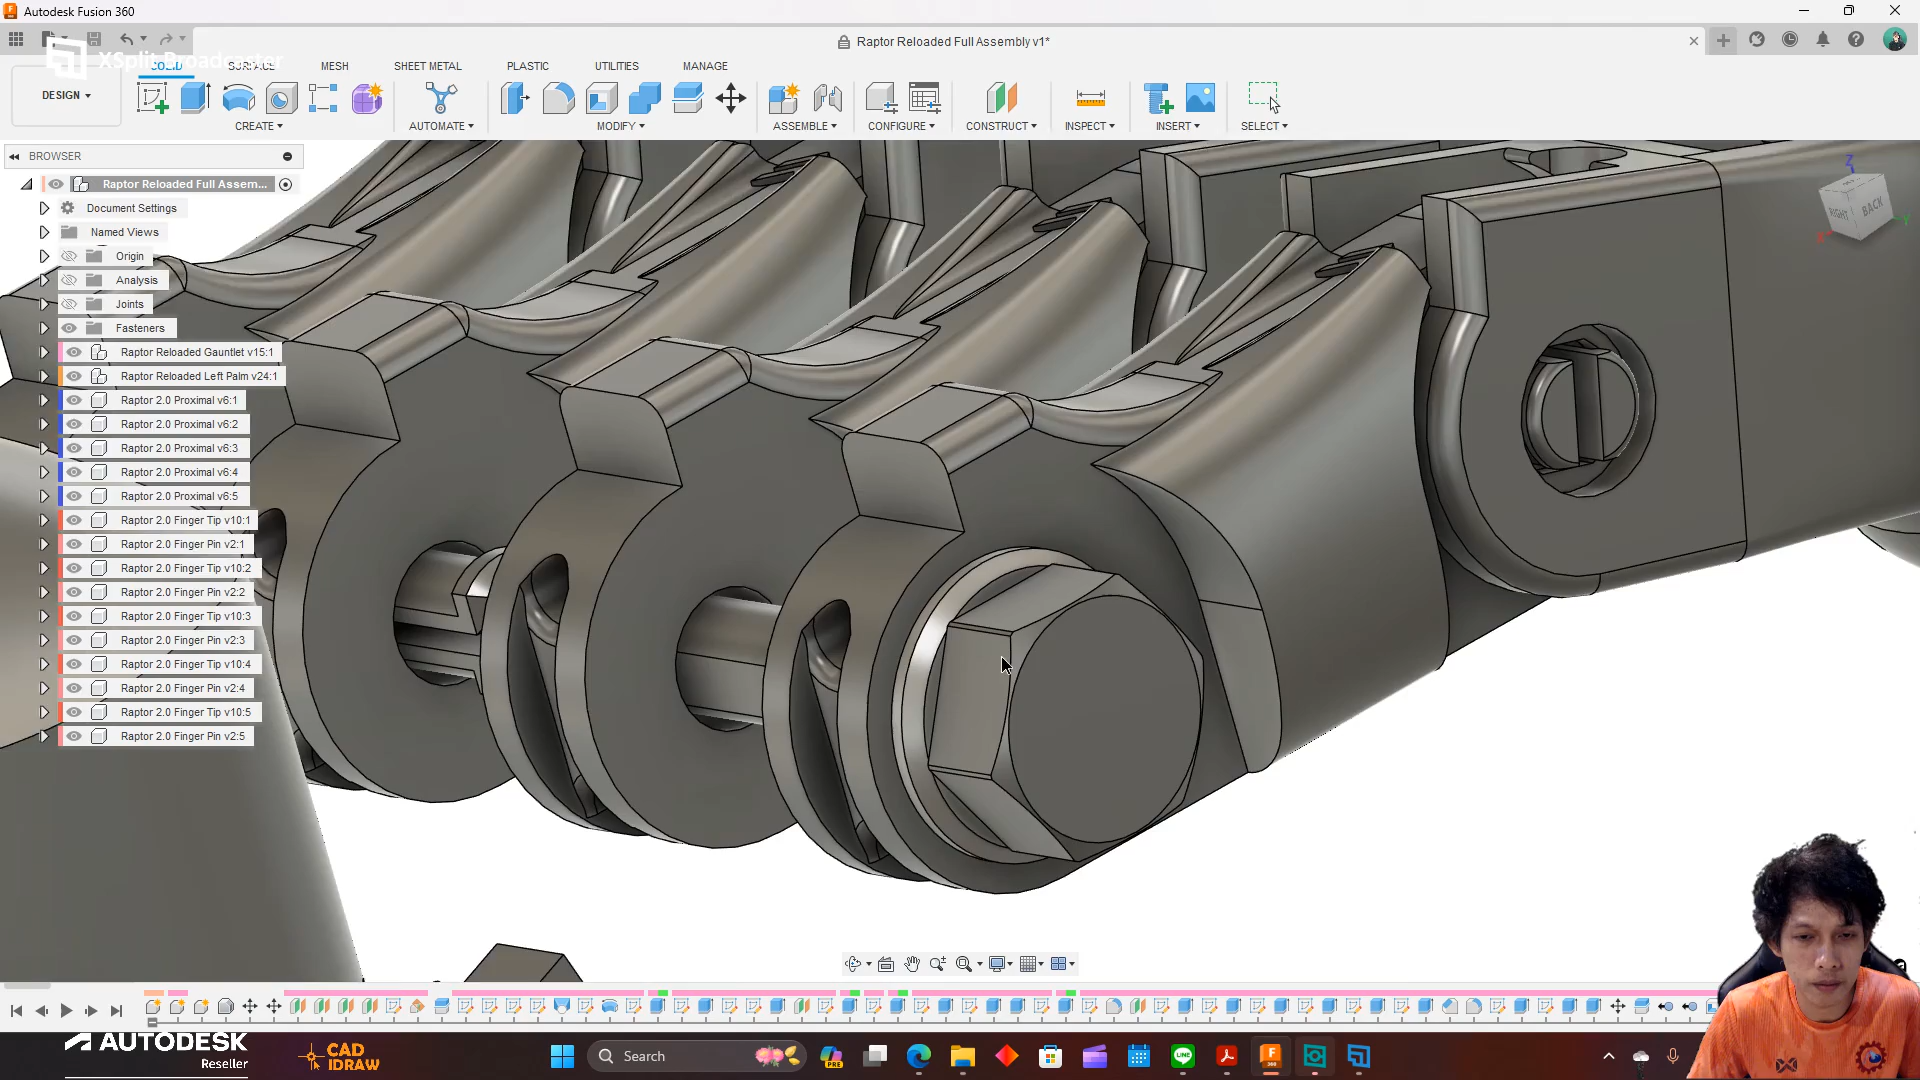 Autodesk Fusion 360
Raptor Reloaded Full Assembly v1*
XSplit Broadcaster
SOLID SURFACE MESH SHEET METAL PLASTIC UTILITIES MANAGE
DESIGN
CREATE AUTOMATE MODIFY ASSEMBLE CONFIGURE CONSTRUCT INSPECT INSERT SELECT
BROWSER
Raptor Reloaded Full Assem...
Document Settings
Named Views
Origin
Analysis
Joints
Fasteners
Raptor Reloaded Gauntlet v15:1
Raptor Reloaded Left Palm v24:1
Raptor 2.0 Proximal v6:1
Raptor 2.0 Proximal v6:2
Raptor 2.0 Proximal v6:3
Raptor 2.0 Proximal v6:4
Raptor 2.0 Proximal v6:5
Raptor 2.0 Finger Tip v10:1
Raptor 2.0 Finger Pin v2:1
Raptor 2.0 Finger Tip v10:2
Raptor 2.0 Finger Pin v2:2
Raptor 2.0 Finger Tip v10:3
Raptor 2.0 Finger Pin v2:3
Raptor 2.0 Finger Tip v10:4
Raptor 2.0 Finger Pin v2:4
Raptor 2.0 Finger Tip v10:5
Raptor 2.0 Finger Pin v2:5
Z
RIGHT BACK
X
Y
AUTODESK
Reseller
CAD
IDRAW
Search
PRE